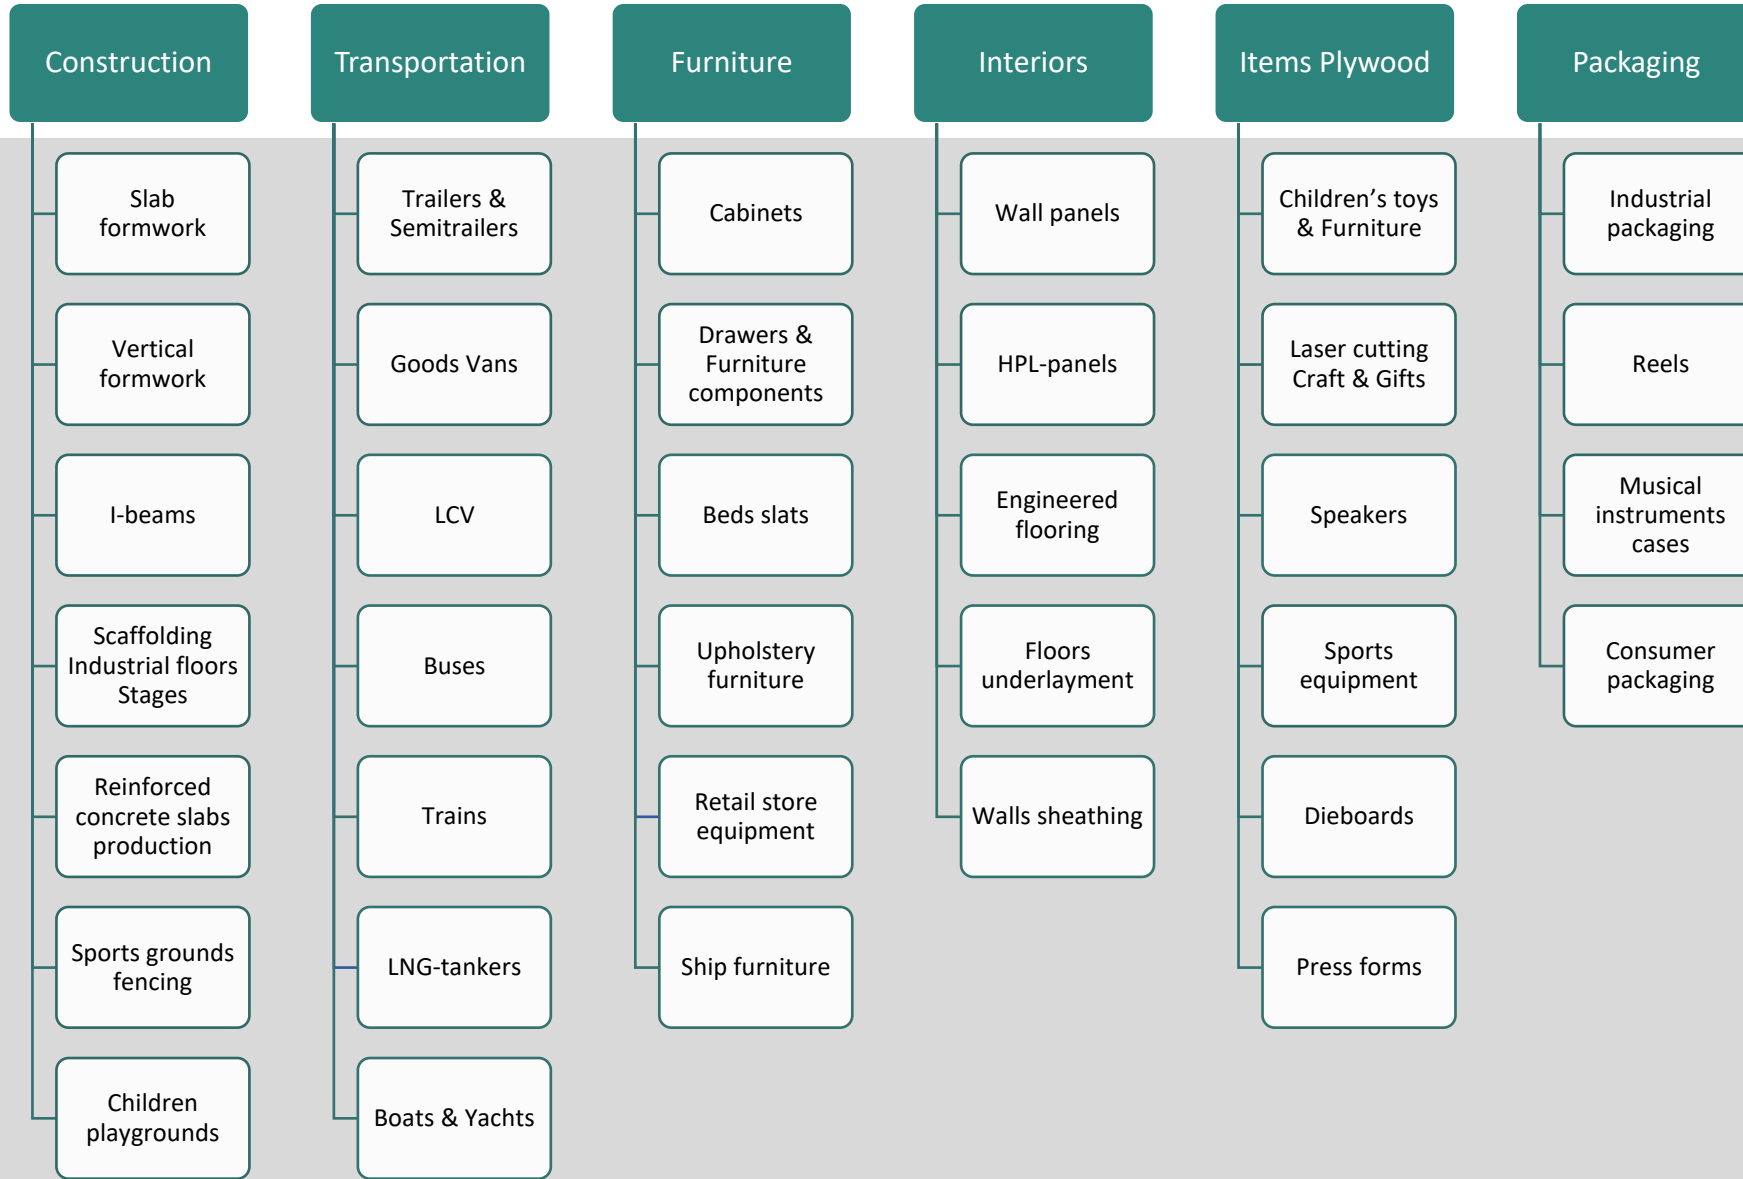 Construction
Slab
formwork
Vertical
formwork
I-beams
Scaffolding
Industrial floors
Stages
Reinforced
concrete slabs
production
Sports grounds
fencing
Children
playgrounds
Transportation
Trailers &
Semitrailers
Goods Vans
LCV
Buses
Trains
LNG-tankers
Boats & Yachts
Furniture
Cabinets
Drawers &
Furniture
components
Beds slats
Upholstery
furniture
Retail store
equipment
Ship furniture
Interiors
Wall panels
HPL-panels
Engineered
flooring
Floors
underlayment
Walls sheathing
Items Plywood
Children’s toys
& Furniture
Laser cutting
Craft & Gifts
Speakers
Sports
equipment
Dieboards
Press forms
Packaging
Industrial
packaging
Reels
Musical
instruments
cases
Consumer
packaging